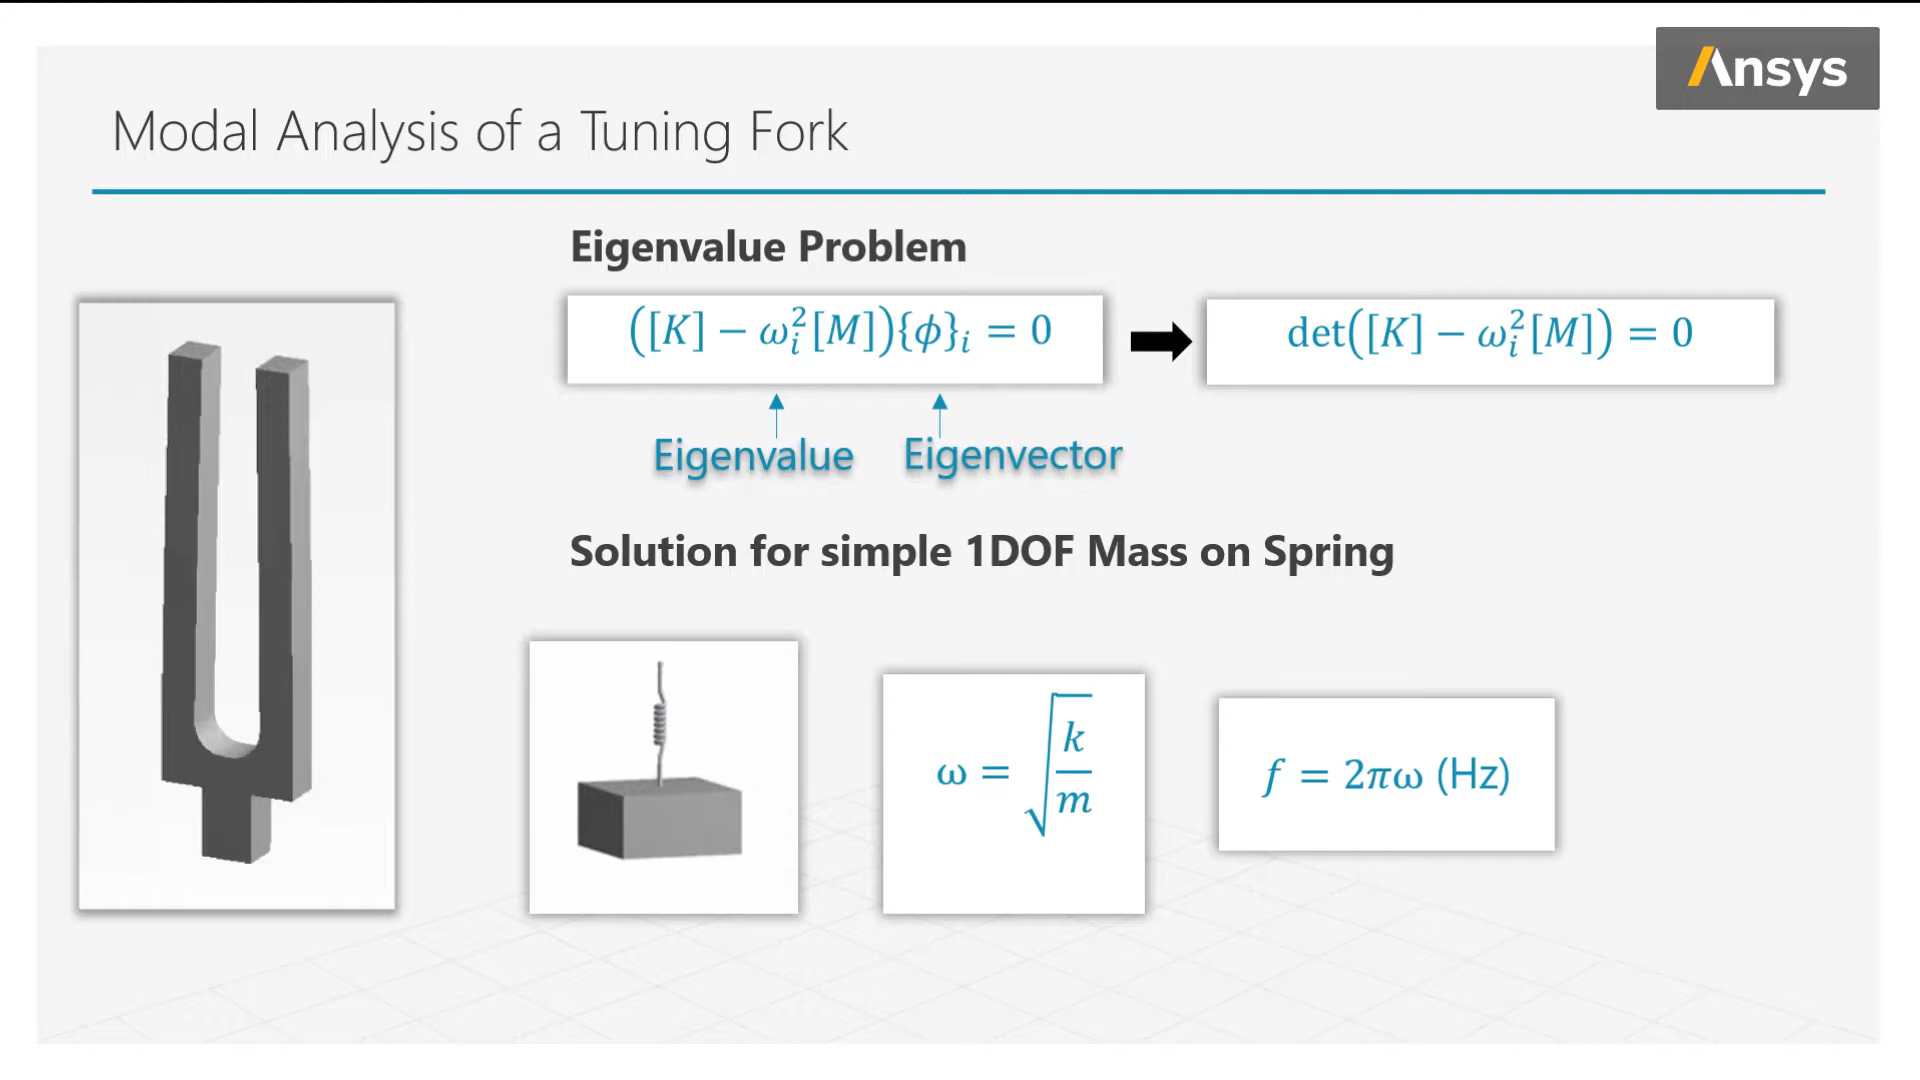 Ansys
Modal Analysis of a Tuning Fork
Eigenvalue Problem
([K] − ω_i^2[M]){ϕ}_i = 0
det([K] − ω_i^2[M]) = 0
Eigenvalue
Eigenvector
Solution for simple 1DOF Mass on Spring
ω = √(k/m)
f = 2πω (Hz)